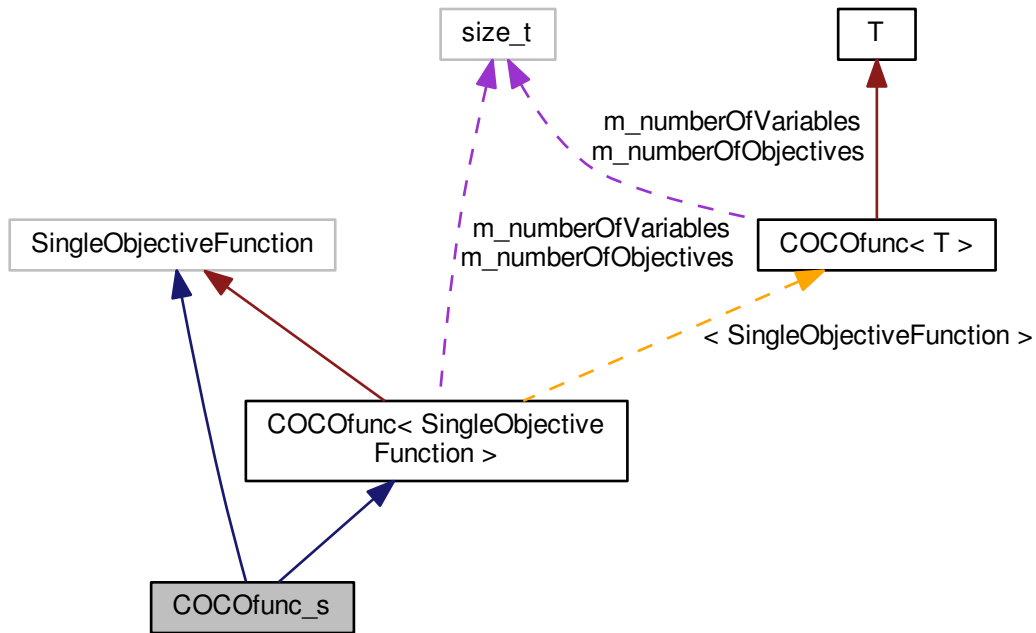 size_t
T
m_numberOfVariables
m_numberOfObjectives
SingleObjectiveFunction
m_numberOfVariables
m_numberOfObjectives
COCOfunc< T >
< SingleObjectiveFunction >
COCOfunc< SingleObjective
Function >
COCOfunc_s